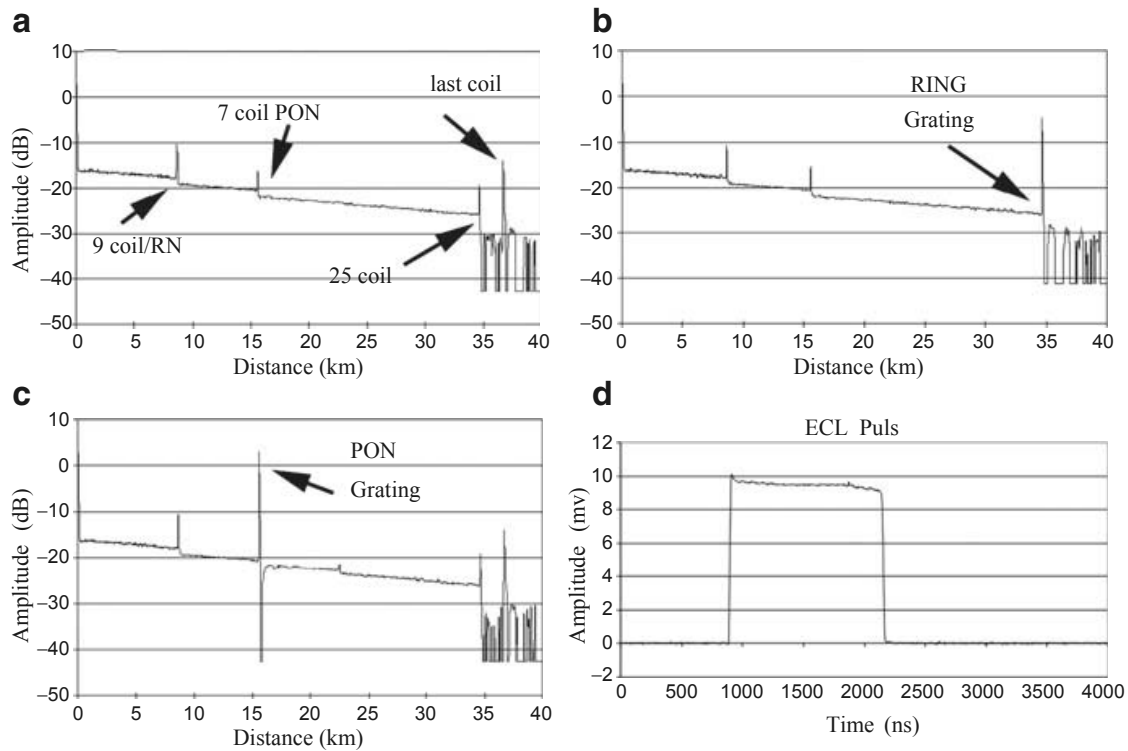 a
10
0
−10
−20
−30
−40
−50
Amplitude (dB)
last coil
7 coil PON
9 coil/RN
25 coil
0 5 10 15 20 25 30 35 40
Distance (km)
b
10
0
−10
−20
−30
−40
−50
Amplitude (dB)
RING
Grating
0 5 10 15 20 25 30 35 40
Distance (km)
c
10
0
−10
−20
−30
−40
−50
Amplitude (dB)
PON
Grating
0 5 10 15 20 25 30 35 40
Distance (km)
d
ECL Puls
12
10
8
6
4
2
0
−2
Amplitude (mv)
0 500 1000 1500 2000 2500 3000 3500 4000
Time (ns)